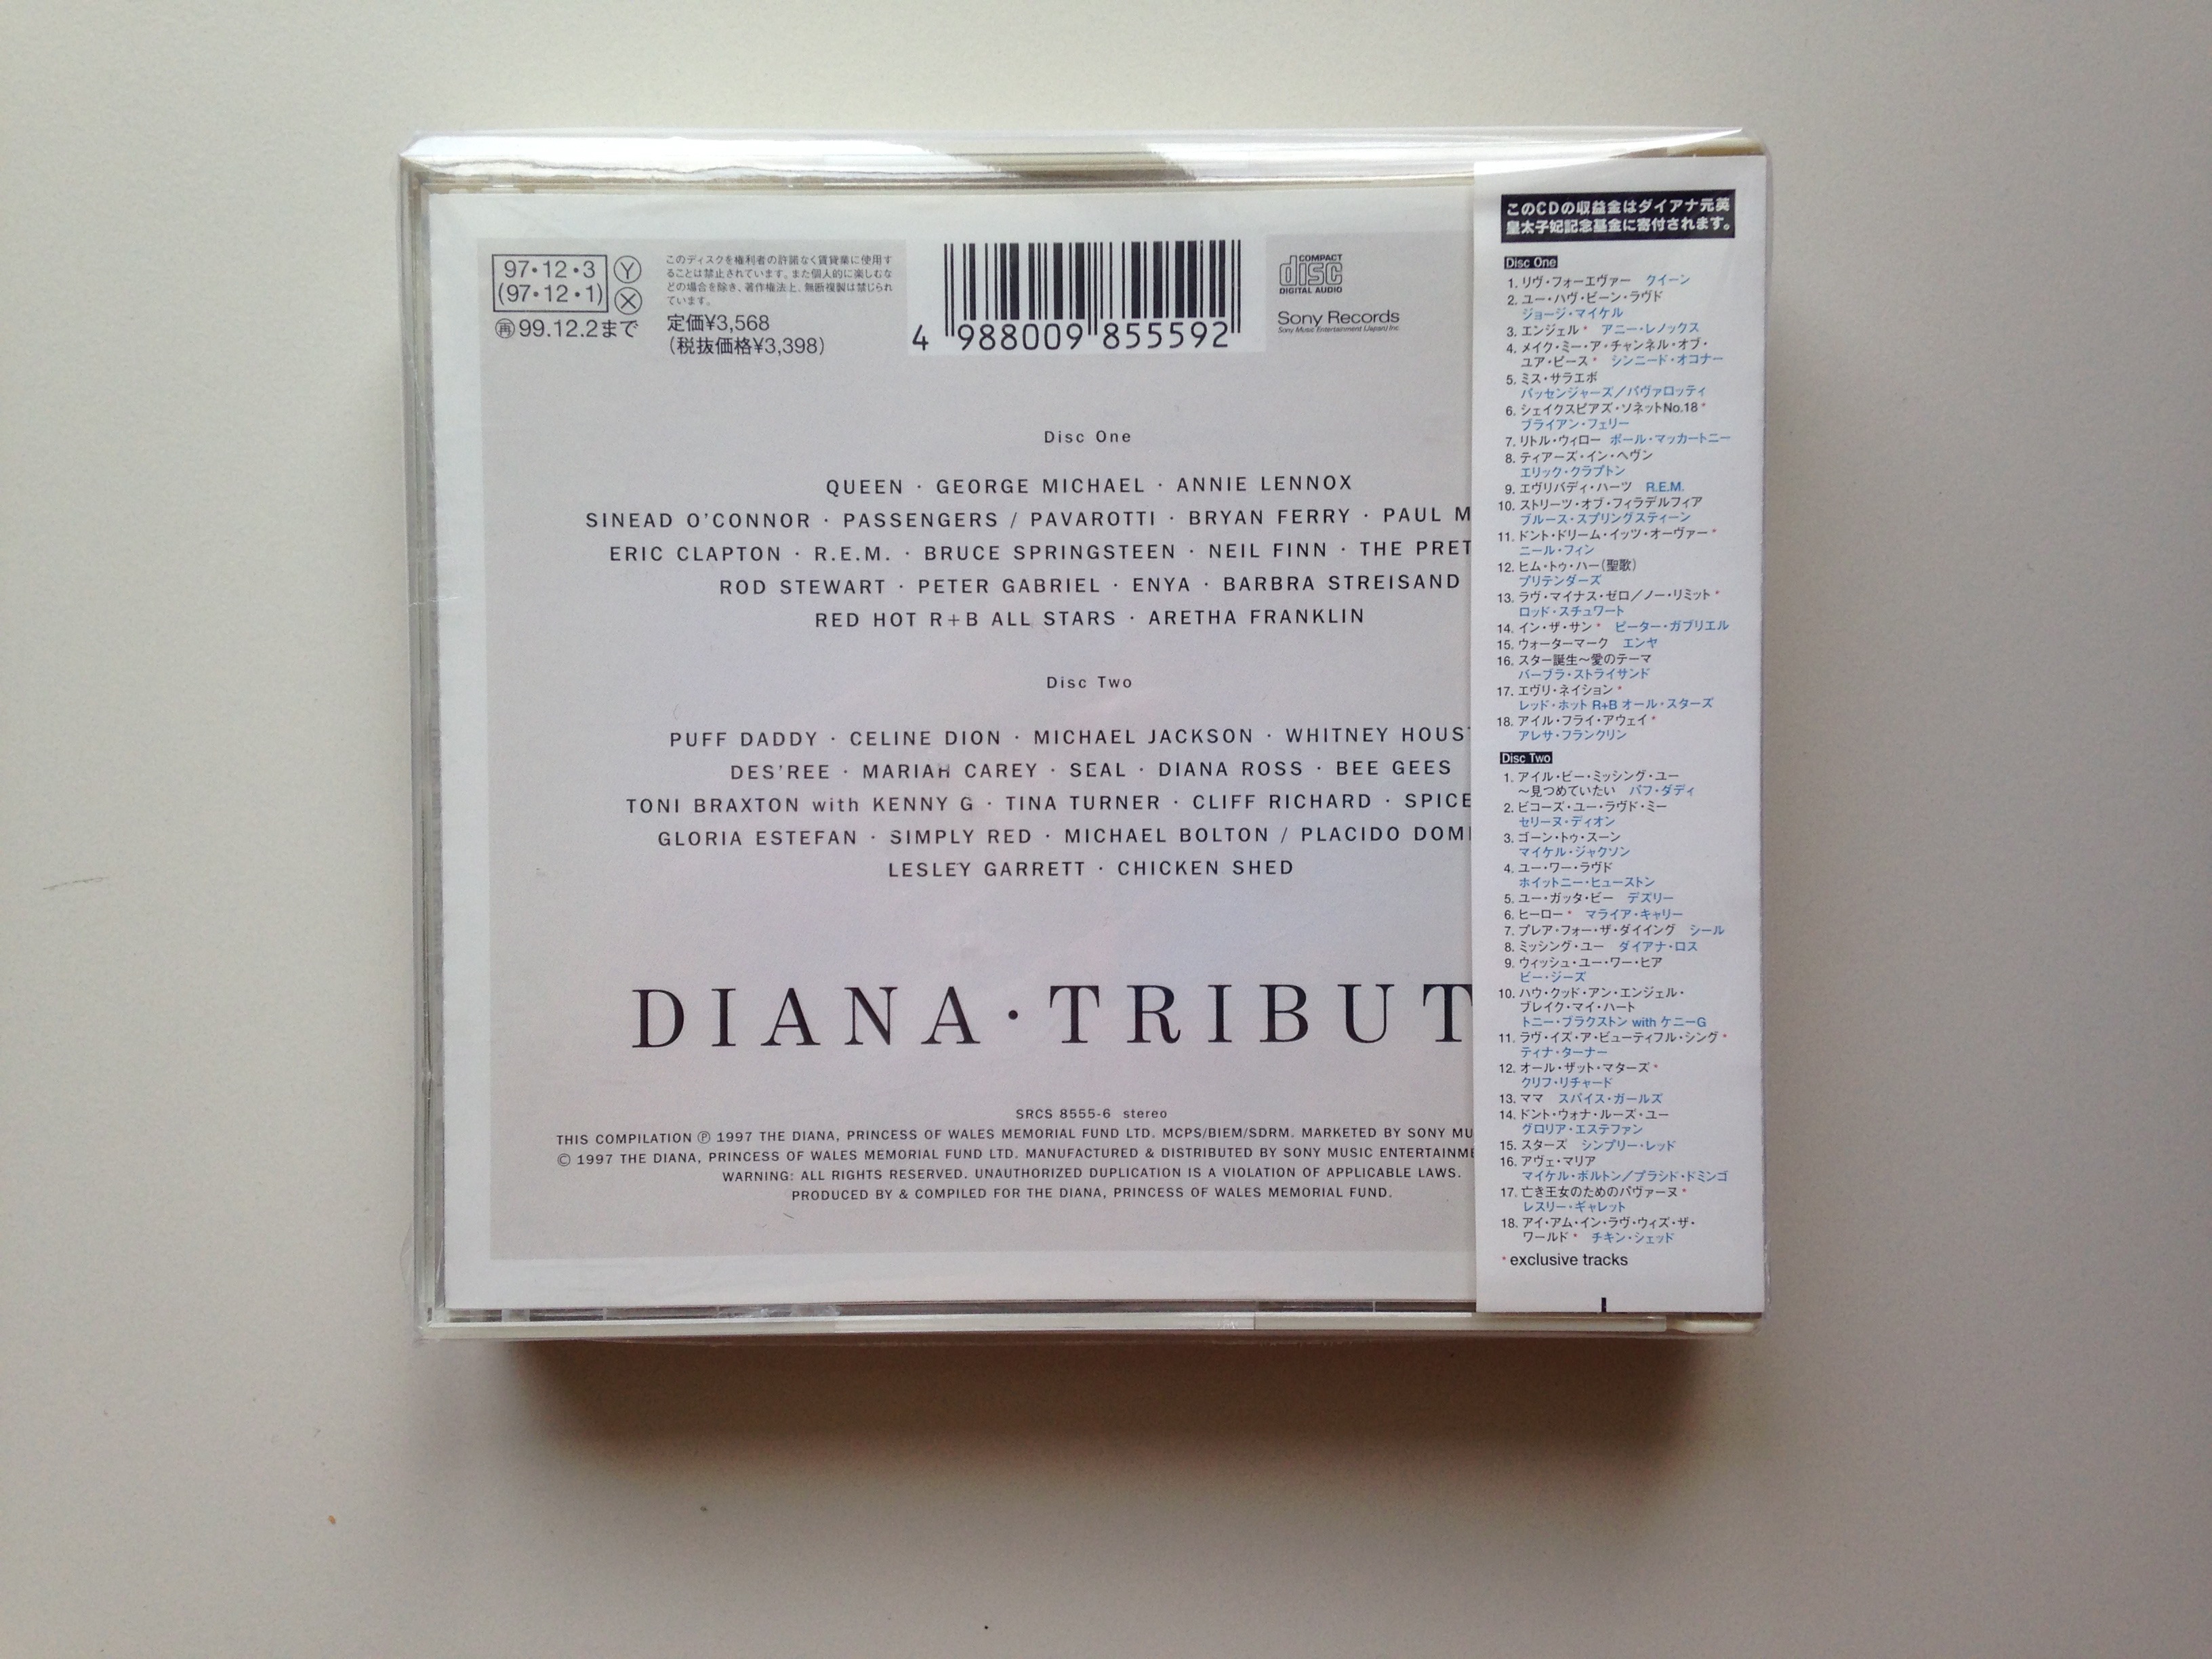 97・12・3 Ⓨ
(97・12・1) Ⓧ
㊢99.12.2まで
このディスクを権利者の許諾なく賃貸業に使用す
ることは禁止されています。また個人的に楽しむな
どの場合を除き、著作権法上、無断複製は禁じられ
ています。
定価¥3,568
(税抜価格¥3,398)
4 988009 855592
COMPACT
disc
DIGITAL AUDIO
Sony Records
Sony Music Entertainment (Japan) Inc.
Disc One
QUEEN · GEORGE MICHAEL · ANNIE LENNOX
SINEAD O'CONNOR · PASSENGERS / PAVAROTTI · BRYAN FERRY · PAUL M
ERIC CLAPTON · R.E.M. · BRUCE SPRINGSTEEN · NEIL FINN · THE PRET
ROD STEWART · PETER GABRIEL · ENYA · BARBRA STREISAND
RED HOT R+B ALL STARS · ARETHA FRANKLIN
Disc Two
PUFF DADDY · CELINE DION · MICHAEL JACKSON · WHITNEY HOUST
DES'REE · MARIAH CAREY · SEAL · DIANA ROSS · BEE GEES
TONI BRAXTON with KENNY G · TINA TURNER · CLIFF RICHARD · SPICE
GLORIA ESTEFAN · SIMPLY RED · MICHAEL BOLTON / PLACIDO DOMI
LESLEY GARRETT · CHICKEN SHED
DIANA · TRIBUT
SRCS 8555-6 stereo
THIS COMPILATION Ⓟ 1997 THE DIANA, PRINCESS OF WALES MEMORIAL FUND LTD. MCPS/BIEM/SDRM. MARKETED BY SONY MU
© 1997 THE DIANA, PRINCESS OF WALES MEMORIAL FUND LTD. MANUFACTURED & DISTRIBUTED BY SONY MUSIC ENTERTAINME
WARNING: ALL RIGHTS RESERVED. UNAUTHORIZED DUPLICATION IS A VIOLATION OF APPLICABLE LAWS.
PRODUCED BY & COMPILED FOR THE DIANA, PRINCESS OF WALES MEMORIAL FUND.
このCDの収益金はダイアナ元英
皇太子妃記念基金に寄付されます。
Disc One
1. リヴ・フォーエヴァー クイーン
2. ユー・ハヴ・ビーン・ラヴド
ジョージ・マイケル
3. エンジェル* アニー・レノックス
4. メイク・ミー・ア・チャンネル・オブ・
ユア・ピース* シンニード・オコナー
5. ミス・サラエボ
パッセンジャーズ／パヴァロッティ
6. シェイクスピアズ・ソネットNo.18*
ブライアン・フェリー
7. リトル・ウィロー ポール・マッカートニー
8. ティアーズ・イン・ヘヴン
エリック・クラプトン
9. エヴリバディ・ハーツ R.E.M.
10. ストリーツ・オブ・フィラデルフィア
ブルース・スプリングスティーン
11. ドント・ドリーム・イッツ・オーヴァー*
ニール・フィン
12. ヒム・トゥ・ハー(聖歌)
プリテンダーズ
13. ラヴ・マイナス・ゼロ／ノー・リミット*
ロッド・スチュワート
14. イン・ザ・サン* ピーター・ガブリエル
15. ウォーターマーク エンヤ
16. スター誕生〜愛のテーマ
バーブラ・ストライサンド
17. エヴリ・ネイション*
レッド・ホット R+B オール・スターズ
18. アイル・フライ・アウェイ*
アレサ・フランクリン
Disc Two
1. アイル・ビー・ミッシング・ユー
〜見つめていたい パフ・ダディ
2. ビコーズ・ユー・ラヴド・ミー
セリーヌ・ディオン
3. ゴーン・トゥ・スーン
マイケル・ジャクソン
4. ユー・ワー・ラヴド
ホイットニー・ヒューストン
5. ユー・ガッタ・ビー デズリー
6. ヒーロー* マライア・キャリー
7. プレア・フォー・ザ・ダイイング シール
8. ミッシング・ユー ダイアナ・ロス
9. ウィッシュ・ユー・ワー・ヒア
ビー・ジーズ
10. ハウ・クッド・アン・エンジェル・
ブレイク・マイ・ハート
トニー・ブラクストン with ケニーG
11. ラヴ・イズ・ア・ビューティフル・シング*
ティナ・ターナー
12. オール・ザット・マターズ*
クリフ・リチャード
13. ママ スパイス・ガールズ
14. ドント・ウォナ・ルーズ・ユー
グロリア・エステファン
15. スターズ シンプリー・レッド
16. アヴェ・マリア
マイケル・ボルトン／プラシド・ドミンゴ
17. 亡き王女のためのパヴァーヌ*
レスリー・ギャレット
18. アイ・アム・イン・ラヴ・ウィズ・ザ・
ワールド* チキン・シェッド
*exclusive tracks